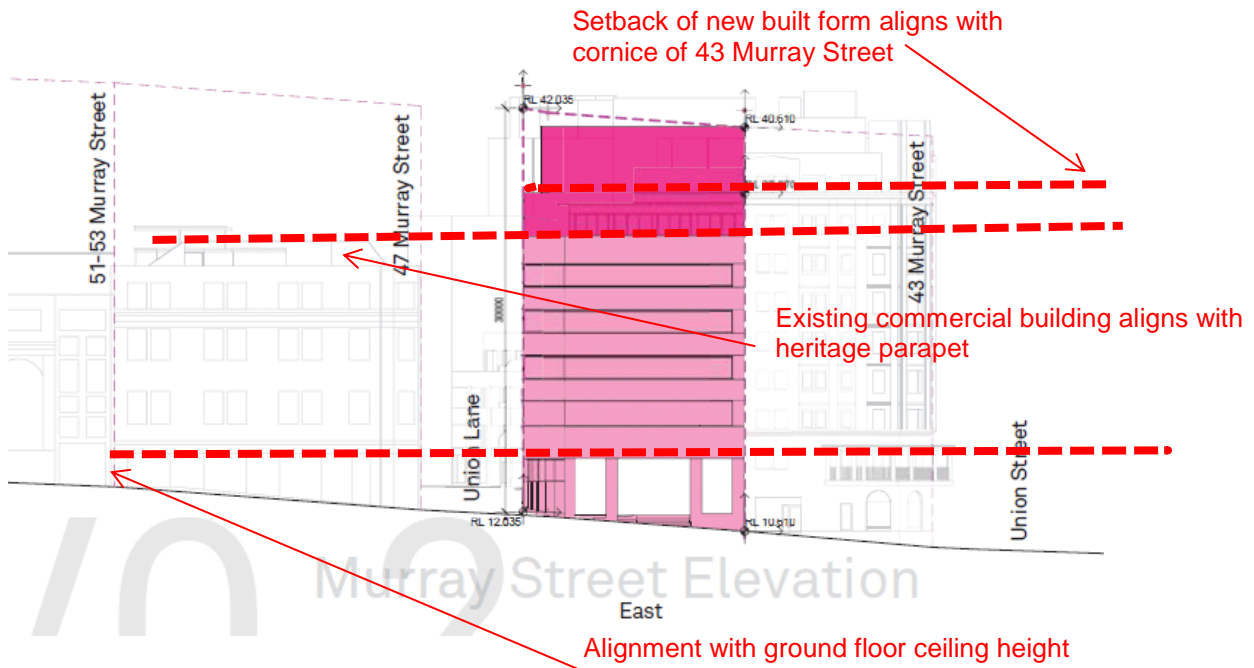 Setback of new built form aligns with
cornice of 43 Murray Street
RL 42.035
RL 40.610
51-53 Murray Street
47 Murray Street
43 Murray Street
30000
Existing commercial building aligns with
heritage parapet
Union Lane
Union Street
RL 12.035
RL 10.610
Murray Street Elevation
East
Alignment with ground floor ceiling height